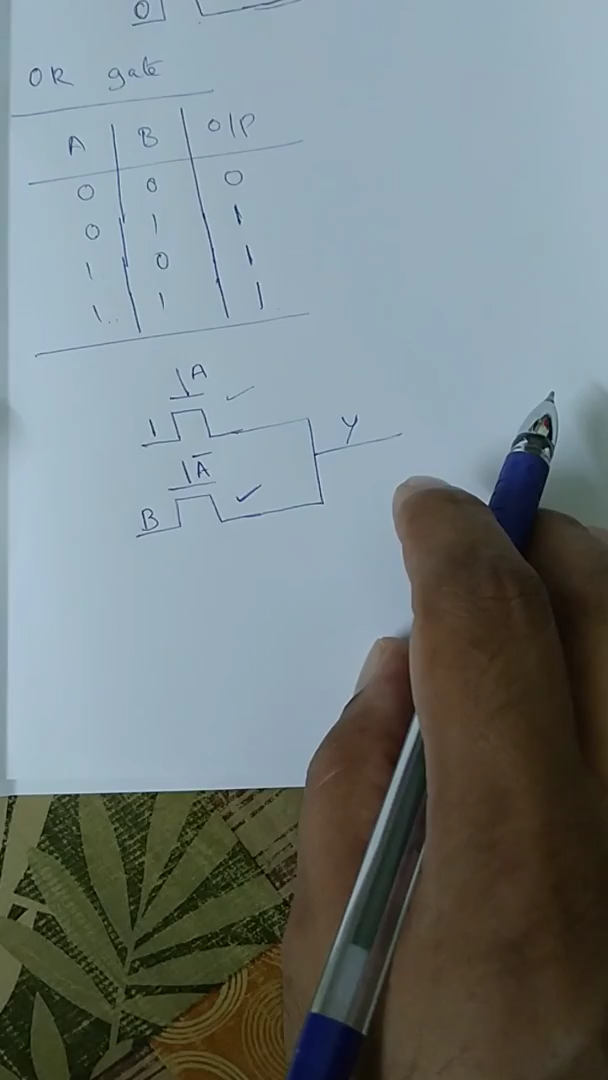 0
OR gate
A B O/P
0 0 0
0 1 1
1 0 1
1 1 1
A
1 Y
A̅
B